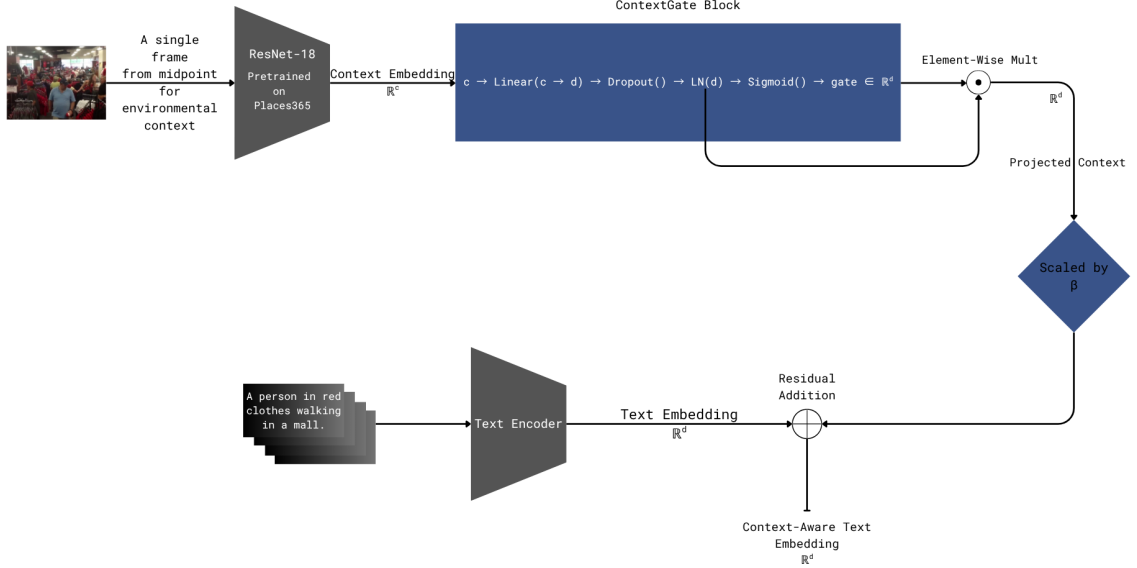 ContextGate Block
A single
frame
from midpoint
for
environmental
context
ResNet-18
Pretrained
on
Places365
Context Embedding
ℝᶜ
c → Linear(c → d) → Dropout() → LN(d) → Sigmoid() → gate ∈ ℝᵈ
Element-Wise Mult
ℝᵈ
Projected Context
Scaled by
β
A person in red
clothes walking
in a mall.
Text Encoder
Text Embedding
ℝᵈ
Residual
Addition
Context-Aware Text
Embedding
ℝᵈ